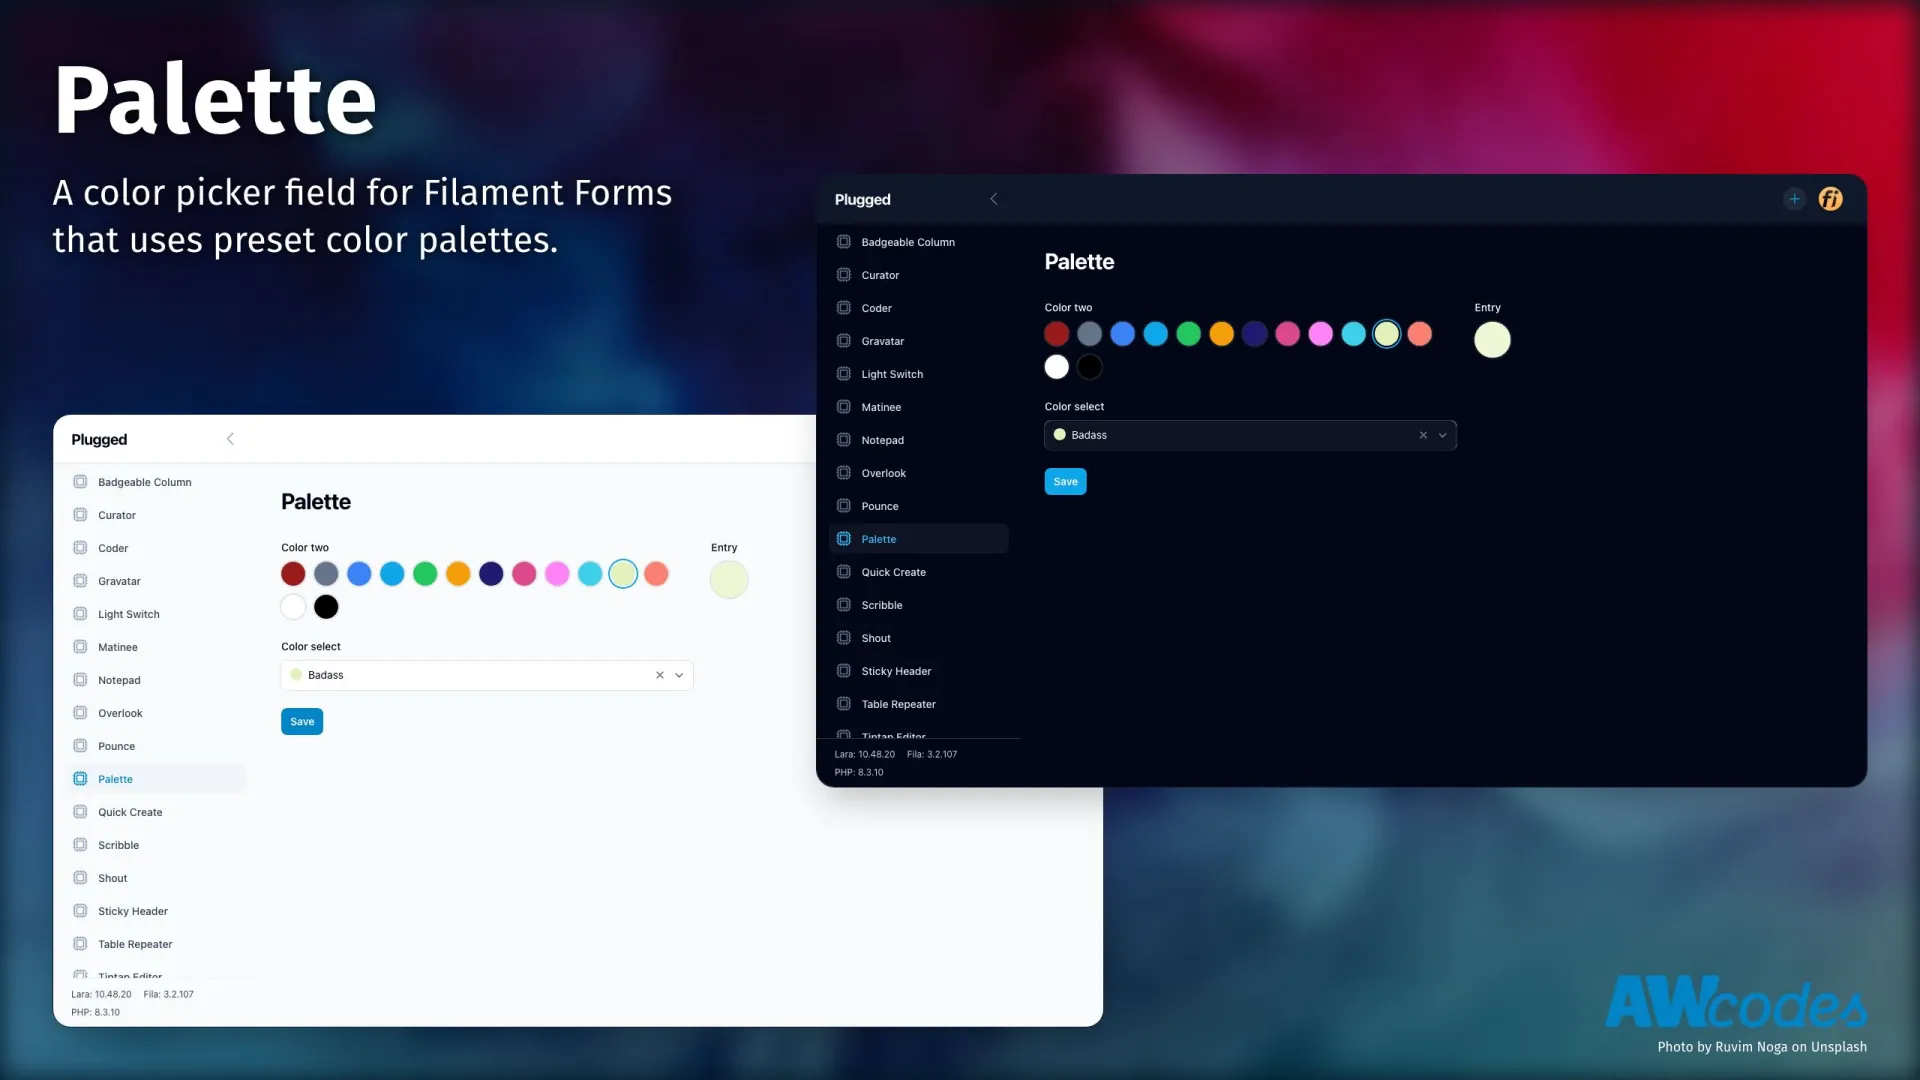 Palette
A color picker field for Filament Forms
that uses preset color palettes.
Plugged
Badgeable Column
Curator
Coder
Gravatar
Light Switch
Matinee
Notepad
Overlook
Pounce
Palette
Quick Create
Scribble
Shout
Sticky Header
Table Repeater
Tiptap Editor
Lara: 10.48.20 Fila: 3.2.107
PHP: 8.3.10
Palette
Color two
Entry
Color select
Badass
Save
Plugged
fi
Badgeable Column
Curator
Coder
Gravatar
Light Switch
Matinee
Notepad
Overlook
Pounce
Palette
Quick Create
Scribble
Shout
Sticky Header
Table Repeater
Tiptap Editor
Lara: 10.48.20 Fila: 3.2.107
PHP: 8.3.10
Palette
Color two
Entry
Color select
Badass
Save
AWcodes
Photo by Ruvim Noga on Unsplash